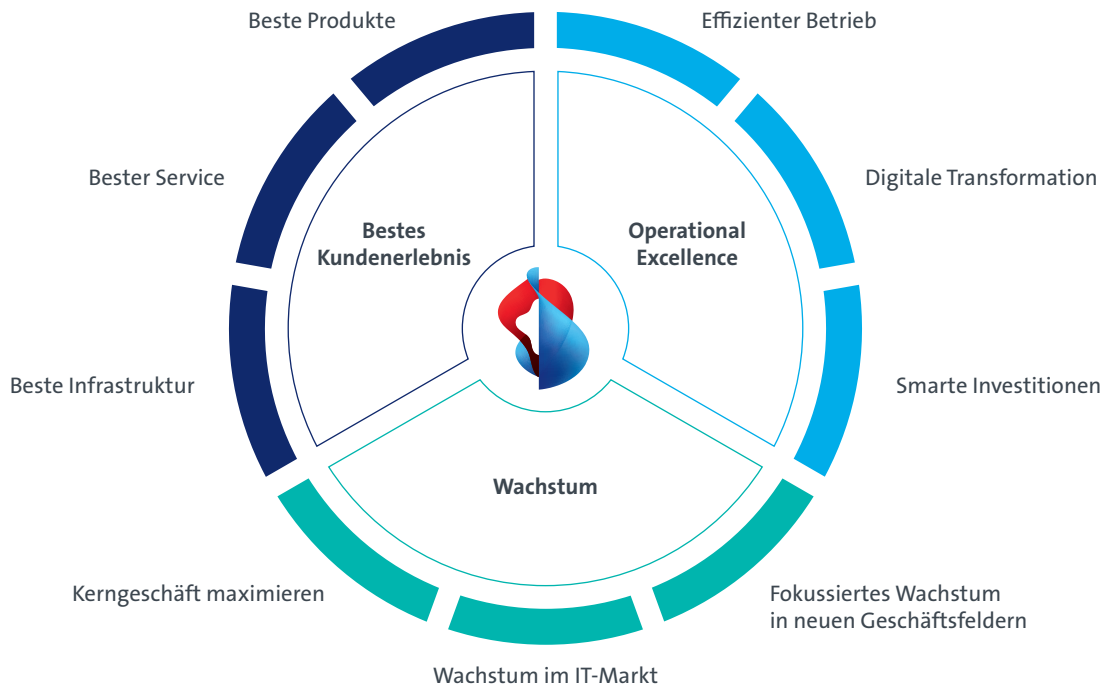 Beste Produkte
Effizienter Betrieb
Bester Service
Digitale Transformation
Bestes
Kundenerlebnis
Operational
Excellence
Beste Infrastruktur
Smarte Investitionen
Wachstum
Kerngeschäft maximieren
Fokussiertes Wachstum
in neuen Geschäftsfeldern
Wachstum im IT-Markt